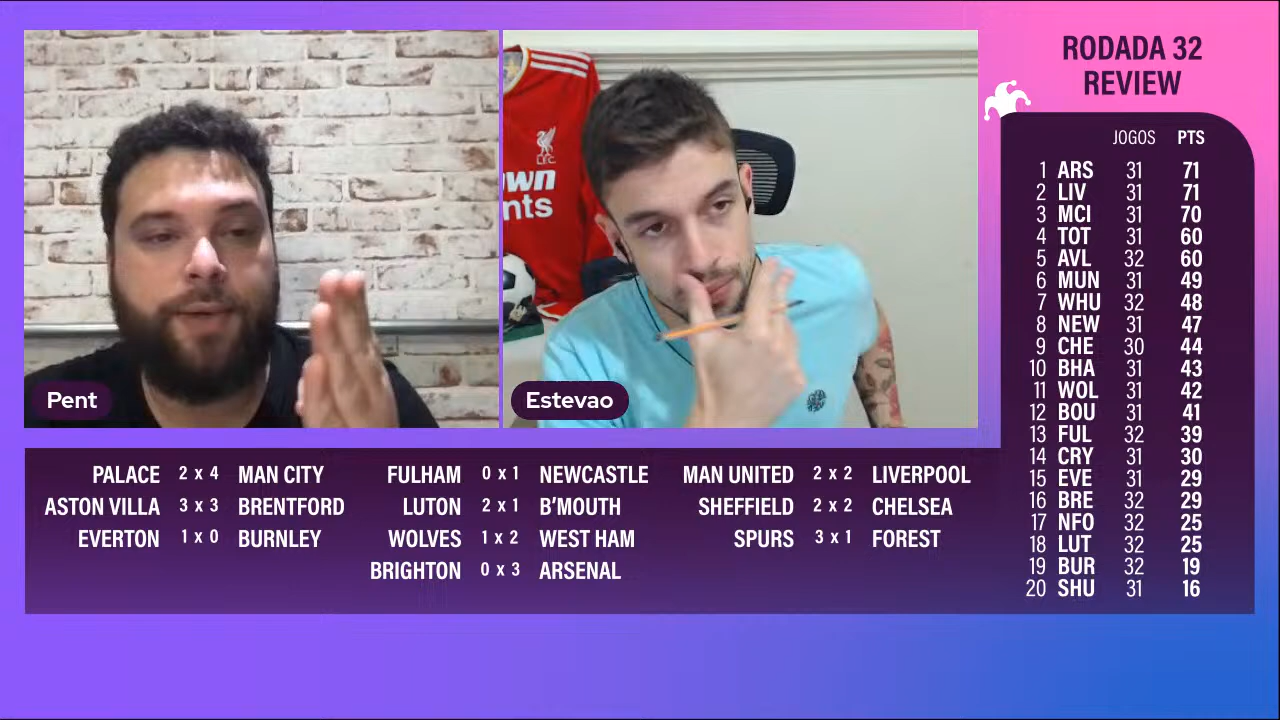 RODADA 32
REVIEW
L.F.C.
wn
nts
Pent
Estevao
PALACE 2 x 4 MAN CITY
ASTON VILLA 3 x 3 BRENTFORD
EVERTON 1 x 0 BURNLEY
FULHAM 0 x 1 NEWCASTLE
LUTON 2 x 1 B'MOUTH
WOLVES 1 x 2 WEST HAM
BRIGHTON 0 x 3 ARSENAL
MAN UNITED 2 x 2 LIVERPOOL
SHEFFIELD 2 x 2 CHELSEA
SPURS 3 x 1 FOREST
JOGOS PTS
1 ARS 31 71
2 LIV 31 71
3 MCI 31 70
4 TOT 31 60
5 AVL 32 60
6 MUN 31 49
7 WHU 32 48
8 NEW 31 47
9 CHE 30 44
10 BHA 31 43
11 WOL 31 42
12 BOU 31 41
13 FUL 32 39
14 CRY 31 30
15 EVE 31 29
16 BRE 32 29
17 NFO 32 25
18 LUT 32 25
19 BUR 32 19
20 SHU 31 16